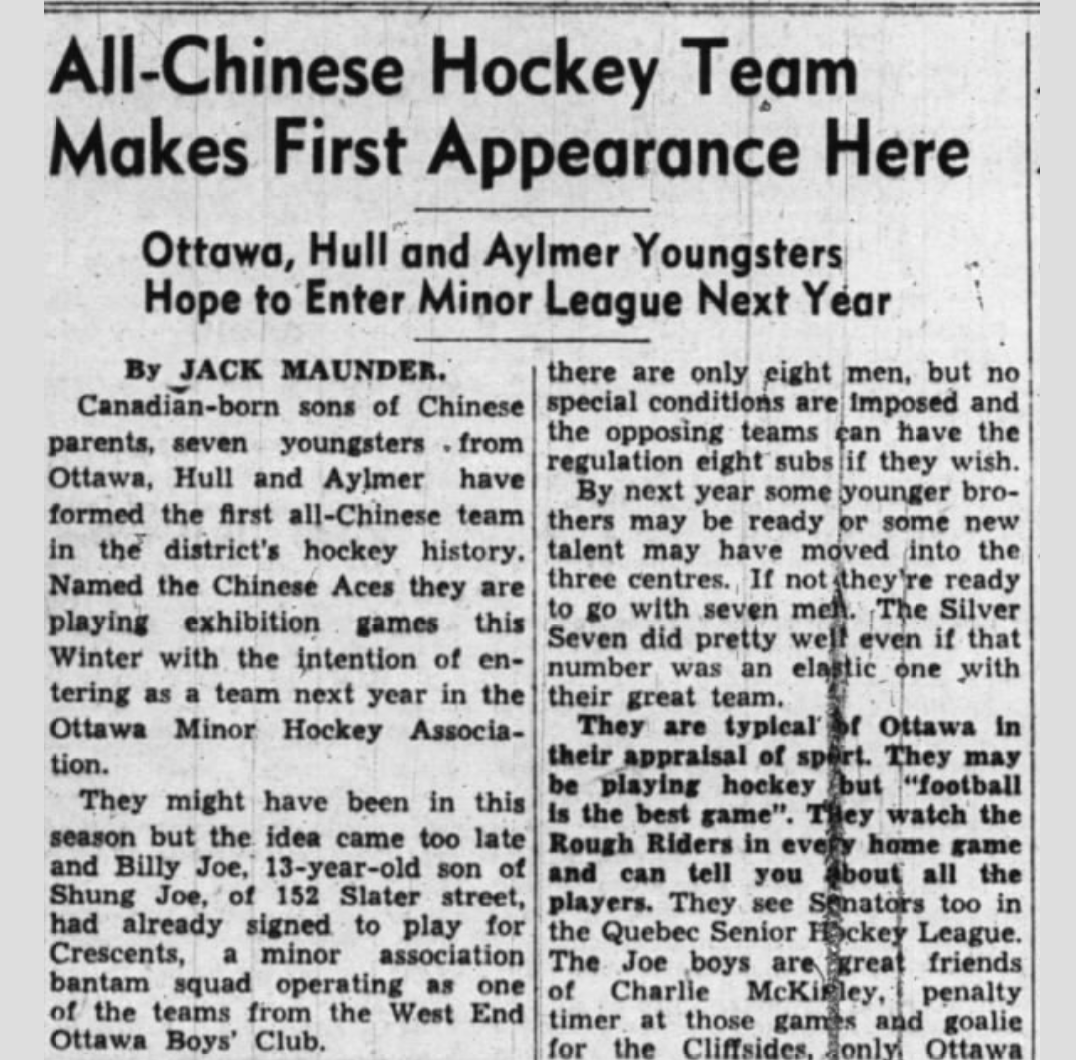 All-Chinese Hockey Team
Makes First Appearance Here
Ottawa, Hull and Aylmer Youngsters
Hope to Enter Minor League Next Year
By JACK MAUNDER.
Canadian-born sons of Chinese
parents, seven youngsters from
Ottawa, Hull and Aylmer have
formed the first all-Chinese team
in the district's hockey history.
Named the Chinese Aces they are
playing exhibition games this
Winter with the intention of en-
tering as a team next year in the
Ottawa Minor Hockey Associa-
tion.
They might have been in this
season but the idea came too late
and Billy Joe, 13-year-old son of
Shung Joe, of 152 Slater street,
had already signed to play for
Crescents, a minor association
bantam squad operating as one
of the teams from the West End
Ottawa Boys' Club.
there are only eight men, but no
special conditions are imposed and
the opposing teams can have the
regulation eight subs if they wish.
By next year some younger bro-
thers may be ready or some new
talent may have moved into the
three centres. If not they're ready
to go with seven men. The Silver
Seven did pretty well even if that
number was an elastic one with
their great team.
They are typical of Ottawa in
their appraisal of sport. They may
be playing hockey but "football
is the best game". They watch the
Rough Riders in every home game
and can tell you about all the
players. They see Senators too in
the Quebec Senior Hockey League.
The Joe boys are great friends
of Charlie McKinley, penalty
timer at those games and goalie
for the Cliffsides, only Ottawa